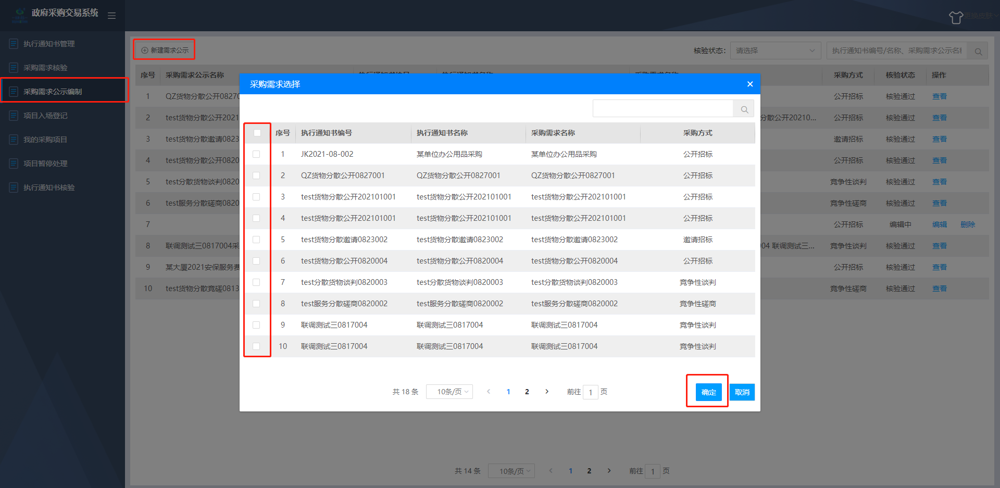 政府采购交易系统
更换皮肤
执行通知书管理
采购需求核验
采购需求公示编制
项目入场登记
我的采购项目
项目暂停处理
执行通知书核验
新建需求公示
核验状态: 请选择 执行通知书编号/名称、采购需求公示名称
序号 采购需求公示名称 执行通知书编号 执行通知书名称 采购需求名称 采购方式 核验状态 操作
1 QZ货物分散公开0827 公开招标 核验通过 查看
2 test货物分散公开2021 分散公开20210... 公开招标 核验通过 查看
3 test货物分散邀请0823 邀请招标 核验通过 查看
4 test货物分散公开0820 公开招标 核验通过 查看
5 test分散货物谈判0820 竞争性谈判 核验通过 查看
6 test服务分散磋商0820 竞争性磋商 核验通过 查看
7 公开招标 编辑中 编辑 删除
8 联调测试三0817004采 04 联调测试三... 竞争性谈判 核验通过 查看
9 某大厦2021安保服务费 公开招标 核验通过 查看
10 test货物分散竞磋0813 竞争性磋商 核验通过 查看
共 14 条 10条/页 1 2 前往 1 页
采购需求选择
序号 执行通知书编号 执行通知书名称 采购需求名称 采购方式
1 JK2021-08-002 某单位办公用品采购 某单位办公用品采购 公开招标
2 QZ货物分散公开0827001 QZ货物分散公开0827001 QZ货物分散公开0827001 公开招标
3 test货物分散公开202101001 test货物分散公开202101001 test货物分散公开202101001 公开招标
4 test货物分散公开202101001 test货物分散公开202101001 test货物分散公开202101001 公开招标
5 test货物分散邀请0823002 test货物分散邀请0823002 test货物分散邀请0823002 邀请招标
6 test货物分散公开0820004 test货物分散公开0820004 test货物分散公开0820004 公开招标
7 test分散货物谈判0820003 test分散货物谈判0820003 test分散货物谈判0820003 竞争性谈判
8 test服务分散磋商0820002 test服务分散磋商0820002 test服务分散磋商0820002 竞争性磋商
9 联调测试三0817004 联调测试三0817004 联调测试三0817004 竞争性谈判
10 联调测试三0817004 联调测试三0817004 联调测试三0817004 竞争性谈判
共 18 条 10条/页 1 2 前往 1 页
确定 取消